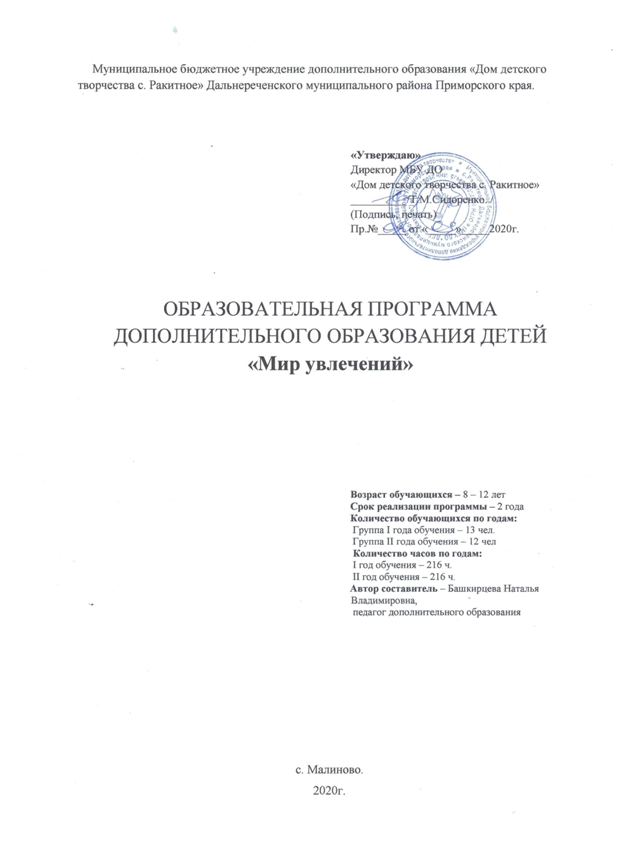 Муниципальное бюджетное учреждение дополнительного образования «Дом детского
творчества с. Ракитное» Дальнереченского муниципального района Приморского края.
«Утверждаю»
Директор МБУ ДО
«Дом детского творчества с. Ракитное»
Т.М.Сидоренко./
(Подпись, печать)
Пр.№ от « » 2020г.
ОБРАЗОВАТЕЛЬНАЯ ПРОГРАММА
ДОПОЛНИТЕЛЬНОГО ОБРАЗОВАНИЯ ДЕТЕЙ
«Мир увлечений»
Возраст обучающихся – 8 – 12 лет
Срок реализации программы – 2 года
Количество обучающихся по годам:
Группа I года обучения – 13 чел.
Группа II года обучения – 12 чел
Количество часов по годам:
I год обучения – 216 ч.
II год обучения – 216 ч.
Автор составитель – Башкирцева Наталья
Владимировна,
педагог дополнительного образования
с. Малиново.
2020г.